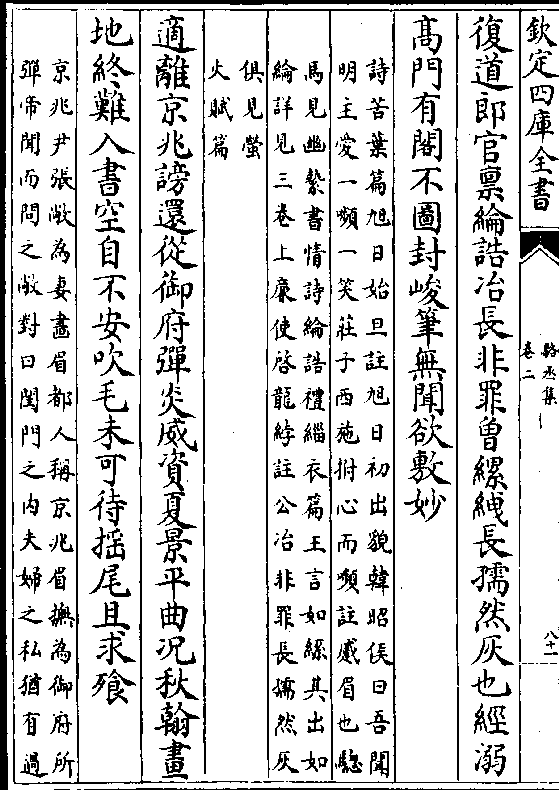 欽定四庫全書
駱丞集
卷二
八十
復道郎官禀綸誥冶長非罪曾縲絏長孺然灰也經溺
髙門有閱不圖封峻筆無聞欲敷妙
詩苦葉篇旭日始旦註旭日初出貌韓昭侯曰吾聞
明主愛一嚬一笑莊子西施捬心而嚬註蹙眉也驄
馬見幽縶書情詩綸誥禮緇衣篇王言如絲其出如
綸詳見三卷上廉使啓龍綍註公冶非罪長孺然灰
俱見螢
火賦篇
適離京兆謗還從御府彈炎威資夏景平曲况秋翰畫
地終難入書空自不安吹毛未可待揺尾且求飱
京兆尹張敞為妻畫眉都人稱京兆眉撫為御府所
彈帝聞而問之敞對曰閨門之内夫婦之私猶有過